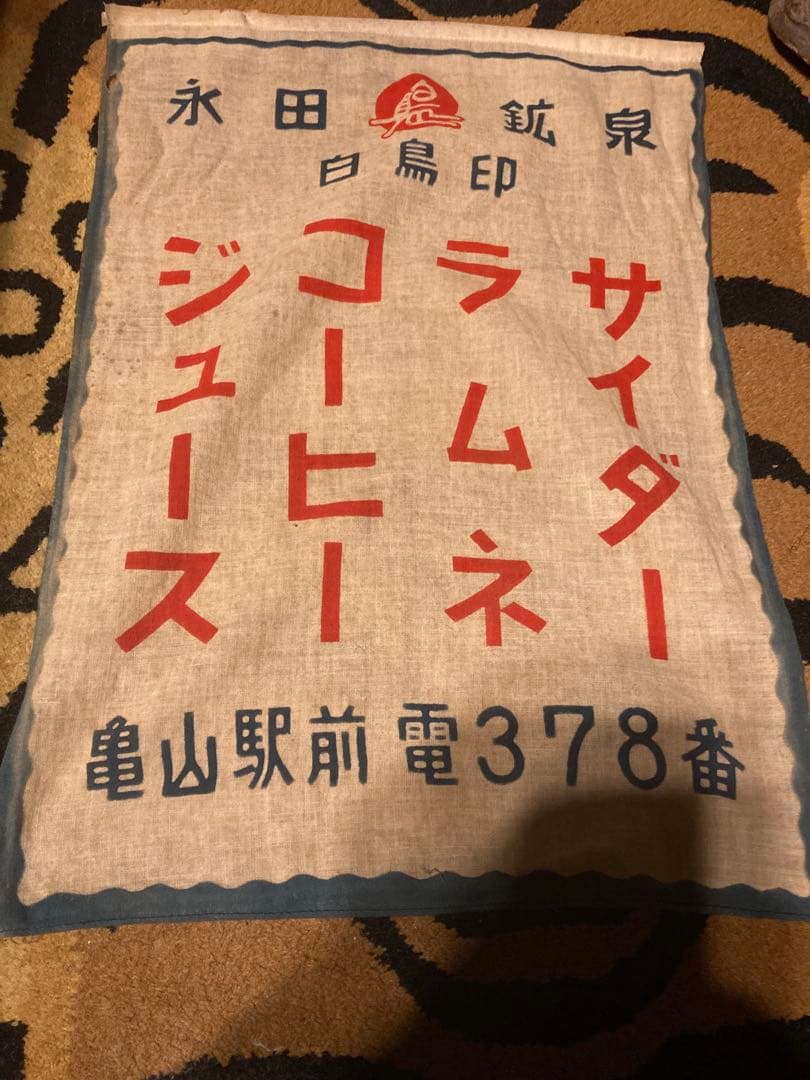 永田鉱泉
白鳥印
サイダー
ラムネ
コーヒー
ジュース
亀山駅前 電378番